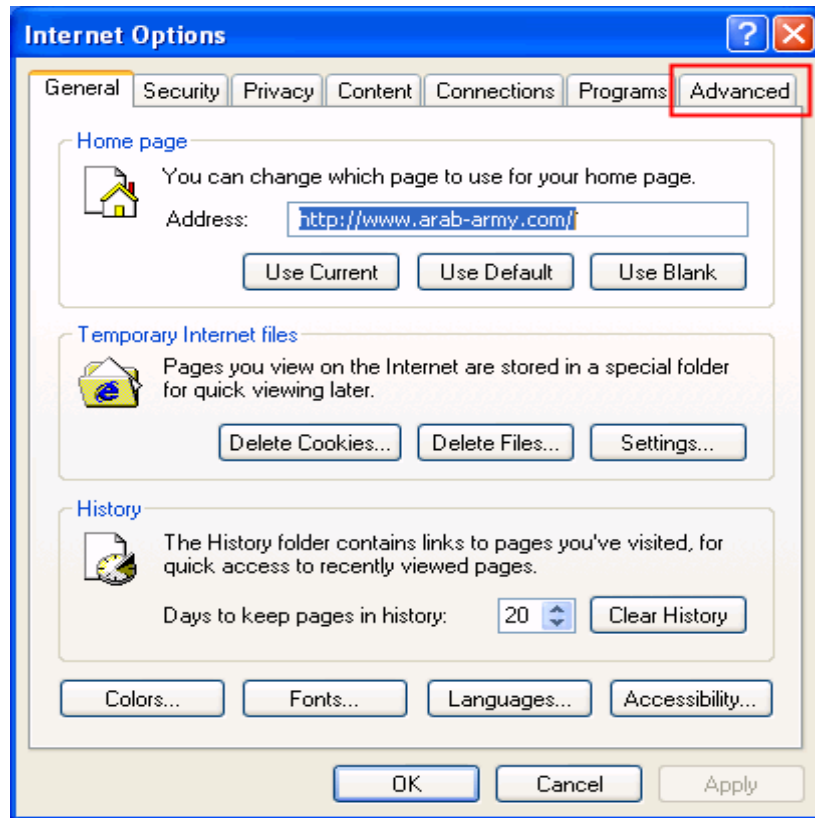 Internet Options
General Security Privacy Content Connections Programs Advanced
Home page
You can change which page to use for your home page.
Address: http://www.arab-army.com/
Use Current Use Default Use Blank
Temporary Internet files
Pages you view on the Internet are stored in a special folder
for quick viewing later.
Delete Cookies... Delete Files... Settings...
History
The History folder contains links to pages you've visited, for
quick access to recently viewed pages.
Days to keep pages in history: 20 Clear History
Colors... Fonts... Languages... Accessibility...
OK Cancel Apply